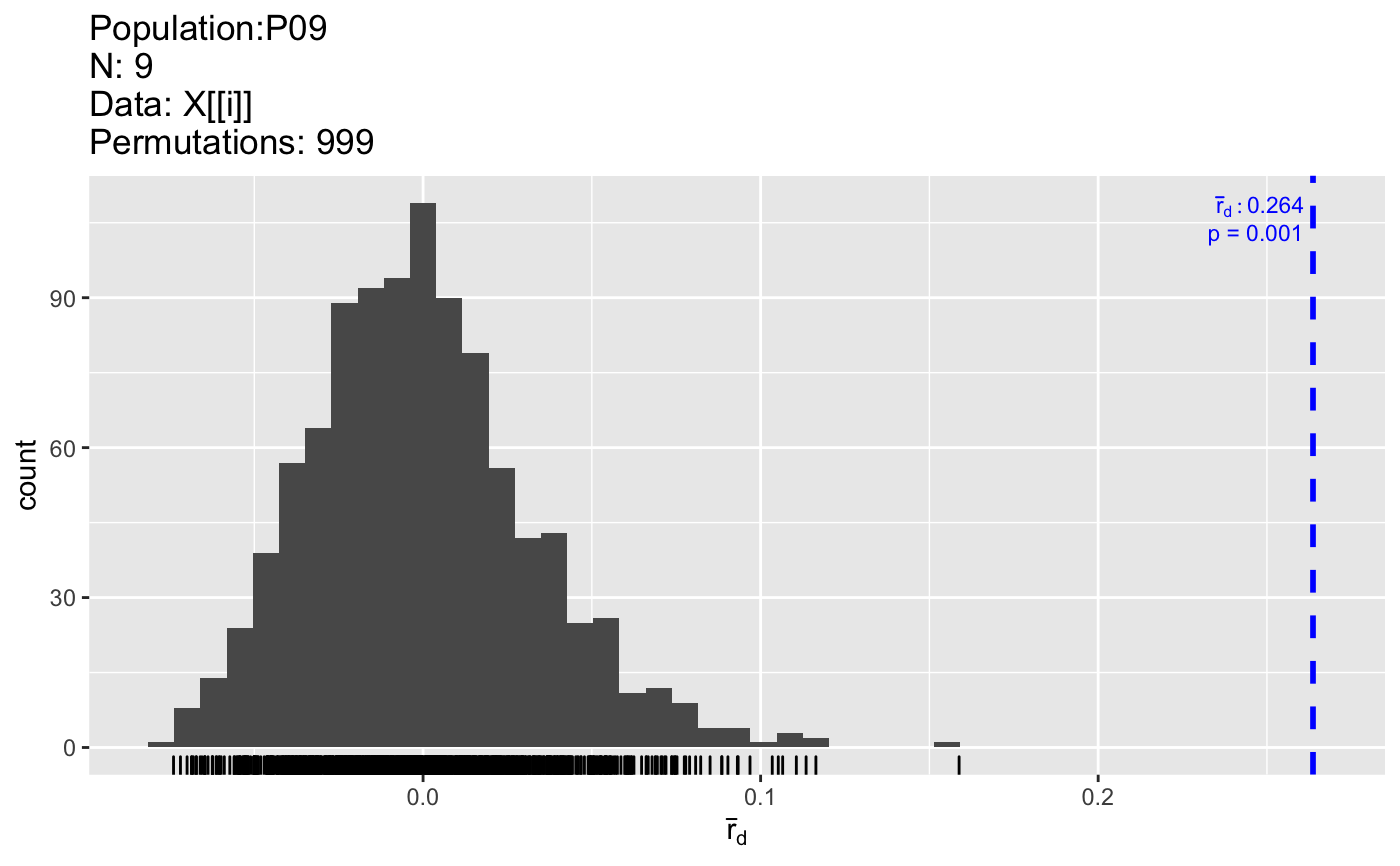 Population:P09
N: 9
Data: X[[i]]
Permutations: 999
r̄d : 0.264
p = 0.001
90
60
30
0
count
0.0
0.1
0.2
r̄d